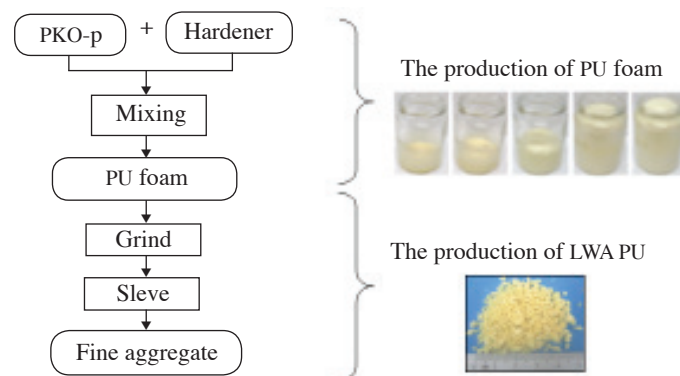 PKO-p + Hardener
Mixing
PU foam
Grind
Sleve
Fine aggregate
The production of PU foam
The production of LWA PU